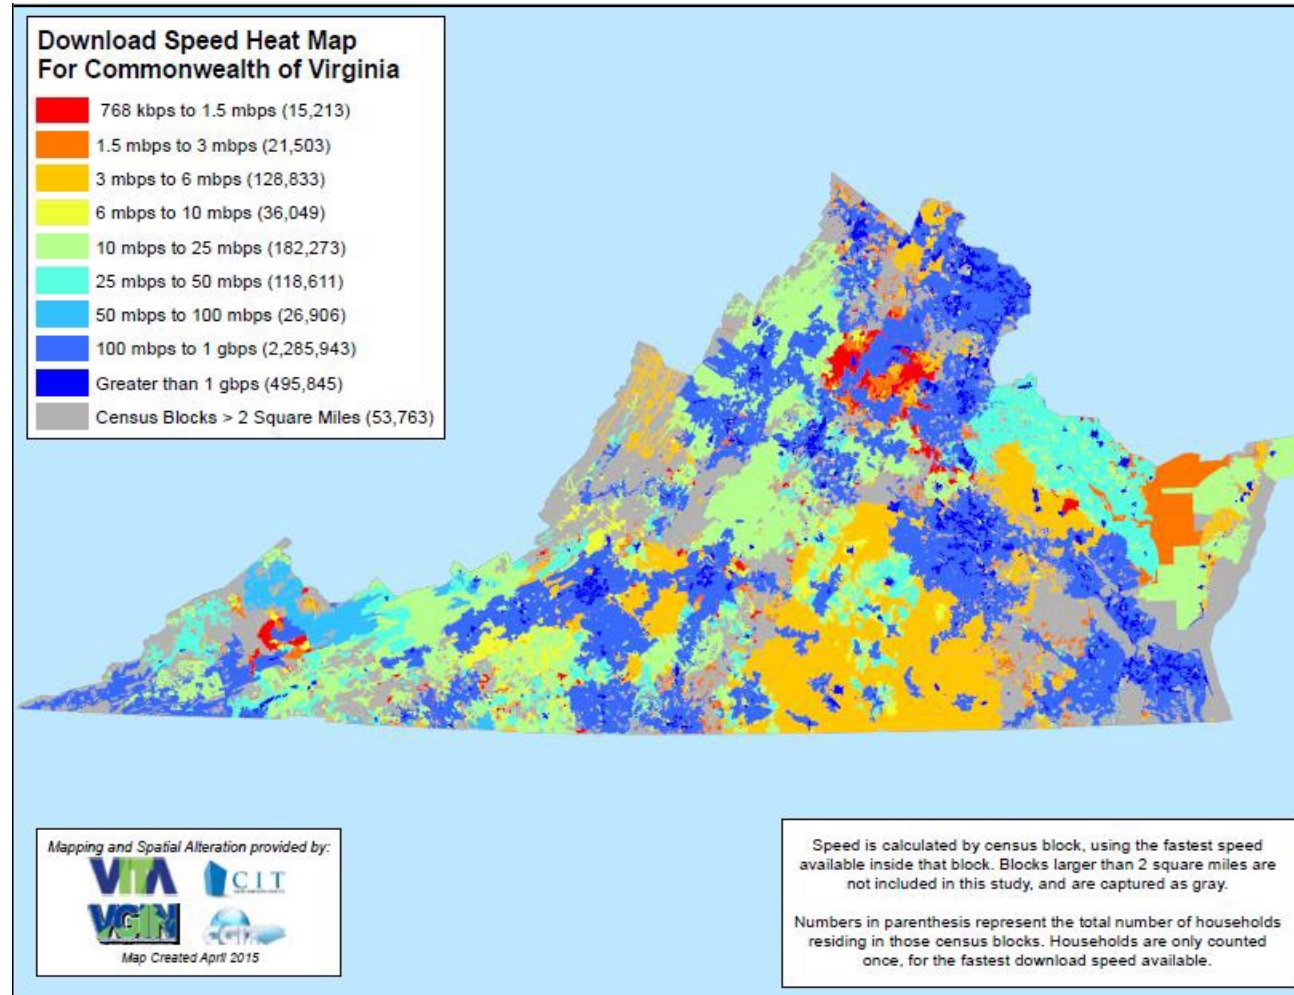 Download Speed Heat Map
For Commonwealth of Virginia
768 kbps to 1.5 mbps (15,213)
1.5 mbps to 3 mbps (21,503)
3 mbps to 6 mbps (128,833)
6 mbps to 10 mbps (36,049)
10 mbps to 25 mbps (182,273)
25 mbps to 50 mbps (118,611)
50 mbps to 100 mbps (26,906)
100 mbps to 1 gbps (2,285,943)
Greater than 1 gbps (495,845)
Census Blocks > 2 Square Miles (53,763)
Mapping and Spatial Alteration provided by:
VITA
CIT
VGIN
Map Created April 2015
Speed is calculated by census block, using the fastest speed
available inside that block. Blocks larger than 2 square miles are
not included in this study, and are captured as gray.
Numbers in parenthesis represent the total number of households
residing in those census blocks. Households are only counted
once, for the fastest download speed available.